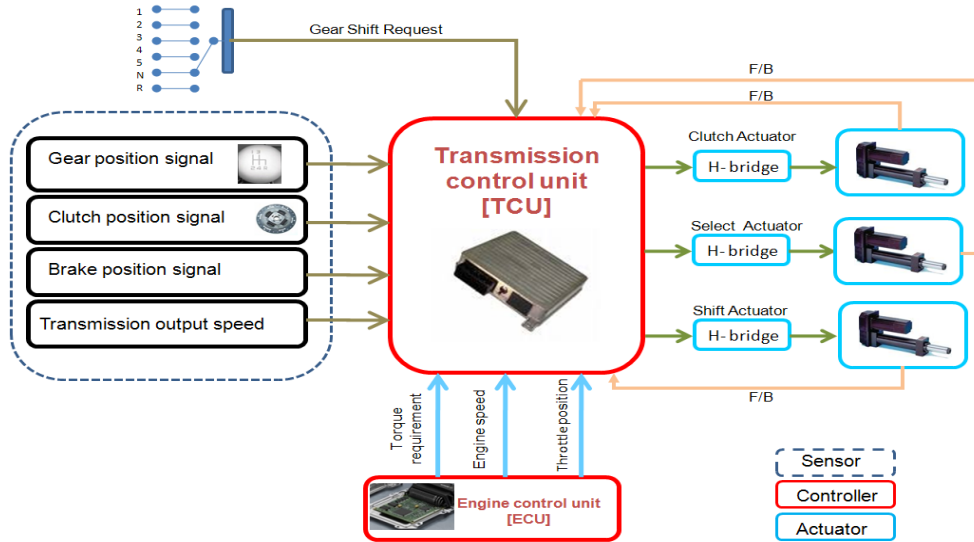 1
2
3
4
5
N
R
Gear Shift Request
F/B
F/B
Gear position signal
Clutch position signal
Brake position signal
Transmission output speed
Transmission
control unit
[TCU]
Clutch Actuator
H- bridge
Select Actuator
H- bridge
Shift Actuator
H- bridge
F/B
Torque
requirement
Engine speed
Throttle position
Engine control unit
[ECU]
Sensor
Controller
Actuator